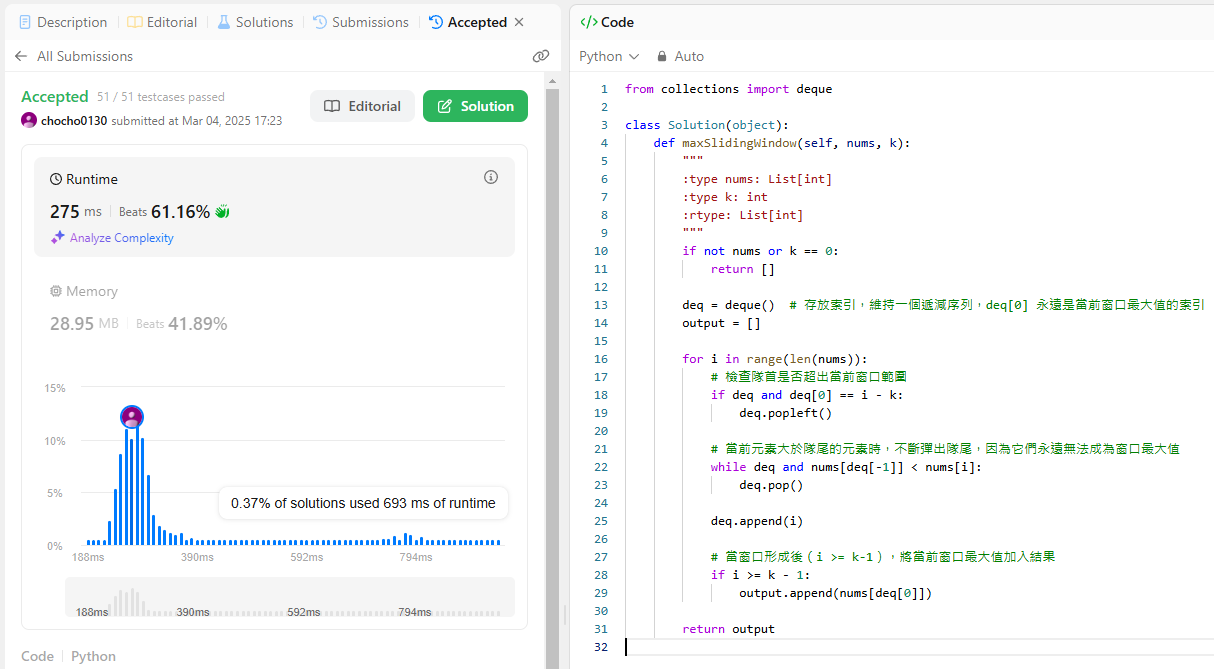 Description
Editorial
Solutions
Submissions
Accepted
All Submissions
Accepted 51 / 51 testcases passed
chocho0130 submitted at Mar 04, 2025 17:23
Editorial
Solution
Runtime
275 ms Beats 61.16%
Analyze Complexity
Memory
28.95 MB Beats 41.89%
15%
10%
5%
0%
0.37% of solutions used 693 ms of runtime
188ms 390ms 592ms 794ms
188ms 390ms 592ms 794ms
Code Python
</> Code
Python Auto
1 from collections import deque
2
3 class Solution(object):
4 def maxSlidingWindow(self, nums, k):
5 """
6 :type nums: List[int]
7 :type k: int
8 :rtype: List[int]
9 """
10 if not nums or k == 0:
11 return []
12
13 deq = deque()  # 存放索引，維持一個遞減序列，deq[0] 永遠是當前窗口最大值的索引
14 output = []
15
16 for i in range(len(nums)):
17 # 檢查隊首是否超出當前窗口範圍
18 if deq and deq[0] == i - k:
19 deq.popleft()
20
21 # 當前元素大於隊尾的元素時，不斷彈出隊尾，因為它們永遠無法成為窗口最大值
22 while deq and nums[deq[-1]] < nums[i]:
23 deq.pop()
24
25 deq.append(i)
26
27 # 當窗口形成後（i >= k-1），將當前窗口最大值加入結果
28 if i >= k - 1:
29 output.append(nums[deq[0]])
30
31 return output
32